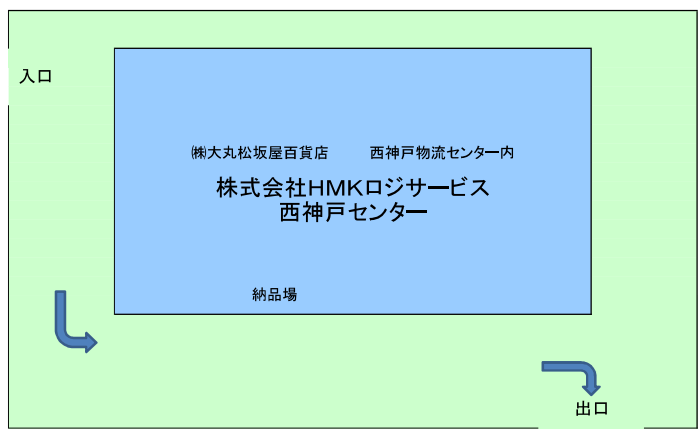 入口
㈱大丸松坂屋百貨店　　　西神戸物流センター内
株式会社HMKロジサービス
西神戸センター
納品場
出口